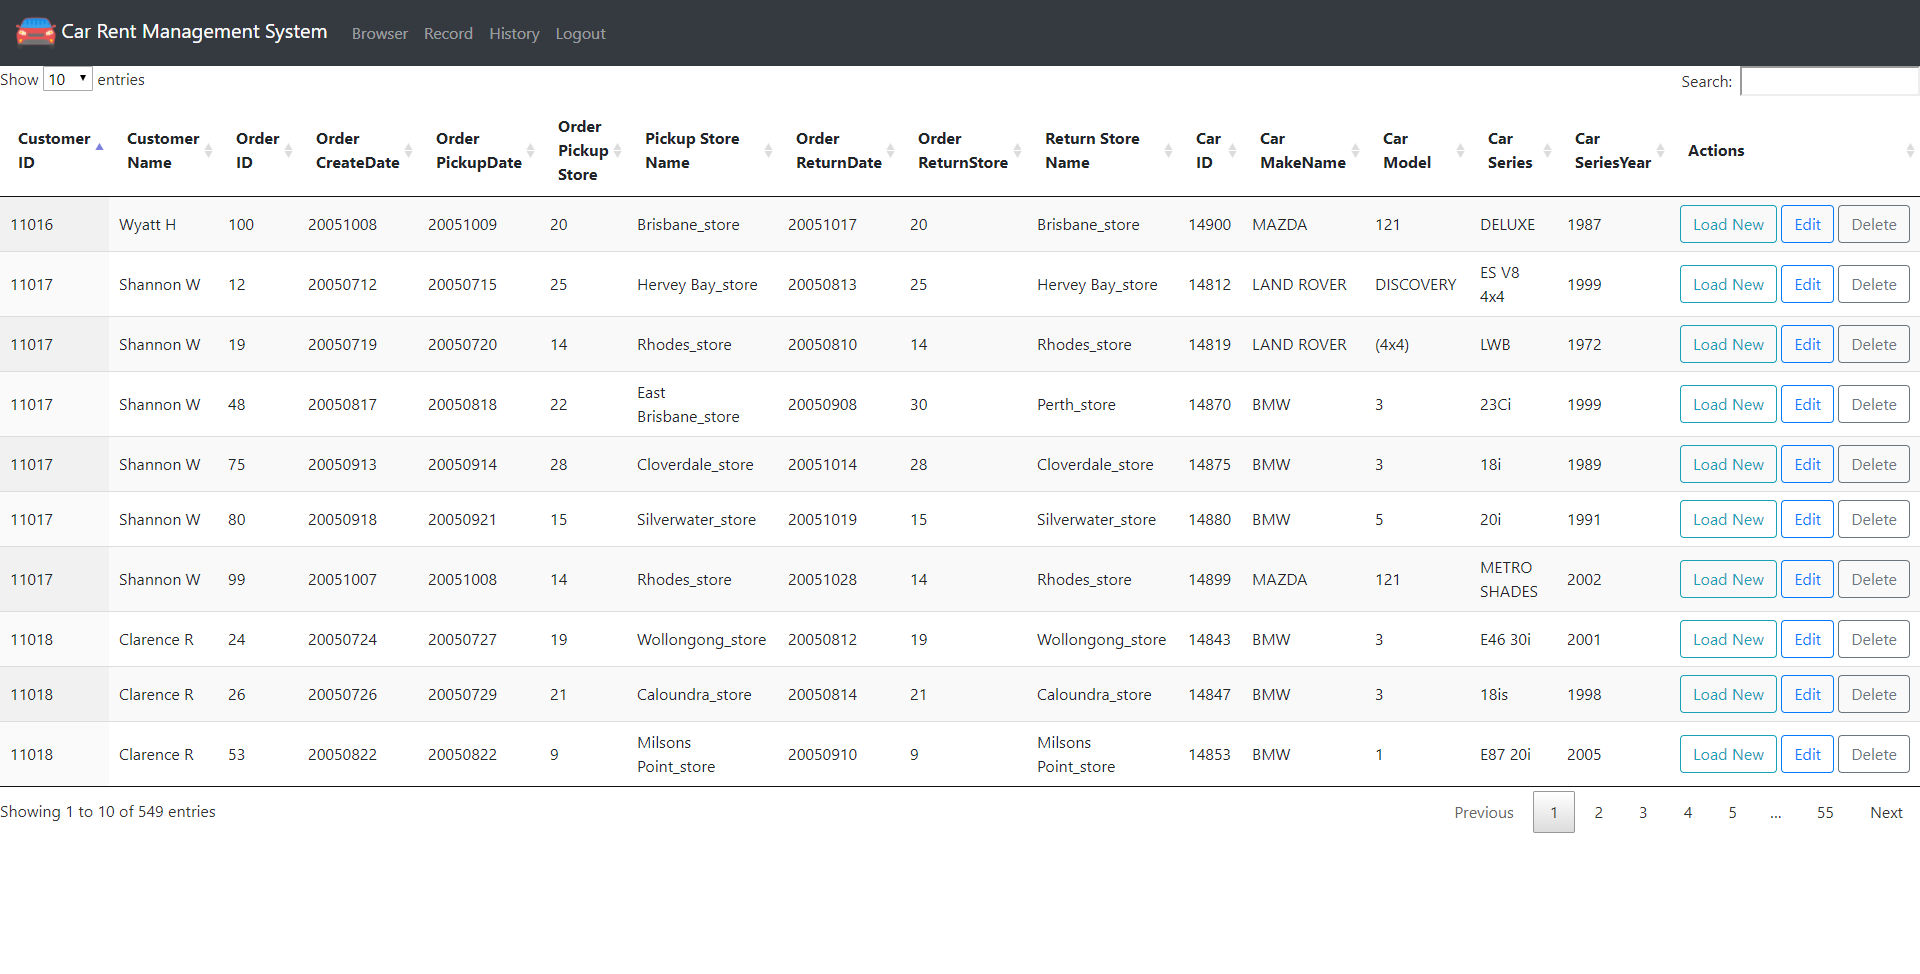 Car Rent Management System Browser Record History Logout
Show 10 entries Search:
Customer ID Customer Name Order ID Order CreateDate Order PickupDate Order Pickup Store Pickup Store Name Order ReturnDate Order ReturnStore Return Store Name Car ID Car MakeName Car Model Car Series Car SeriesYear Actions
11016 Wyatt H 100 20051008 20051009 20 Brisbane_store 20051017 20 Brisbane_store 14900 MAZDA 121 DELUXE 1987 Load New Edit Delete
11017 Shannon W 12 20050712 20050715 25 Hervey Bay_store 20050813 25 Hervey Bay_store 14812 LAND ROVER DISCOVERY ES V8 4x4 1999 Load New Edit Delete
11017 Shannon W 19 20050719 20050720 14 Rhodes_store 20050810 14 Rhodes_store 14819 LAND ROVER (4x4) LWB 1972 Load New Edit Delete
11017 Shannon W 48 20050817 20050818 22 East Brisbane_store 20050908 30 Perth_store 14870 BMW 3 23Ci 1999 Load New Edit Delete
11017 Shannon W 75 20050913 20050914 28 Cloverdale_store 20051014 28 Cloverdale_store 14875 BMW 3 18i 1989 Load New Edit Delete
11017 Shannon W 80 20050918 20050921 15 Silverwater_store 20051019 15 Silverwater_store 14880 BMW 5 20i 1991 Load New Edit Delete
11017 Shannon W 99 20051007 20051008 14 Rhodes_store 20051028 14 Rhodes_store 14899 MAZDA 121 METRO SHADES 2002 Load New Edit Delete
11018 Clarence R 24 20050724 20050727 19 Wollongong_store 20050812 19 Wollongong_store 14843 BMW 3 E46 30i 2001 Load New Edit Delete
11018 Clarence R 26 20050726 20050729 21 Caloundra_store 20050814 21 Caloundra_store 14847 BMW 3 18is 1998 Load New Edit Delete
11018 Clarence R 53 20050822 20050822 9 Milsons Point_store 20050910 9 Milsons Point_store 14853 BMW 1 E87 20i 2005 Load New Edit Delete
Showing 1 to 10 of 549 entries Previous 1 2 3 4 5 ... 55 Next